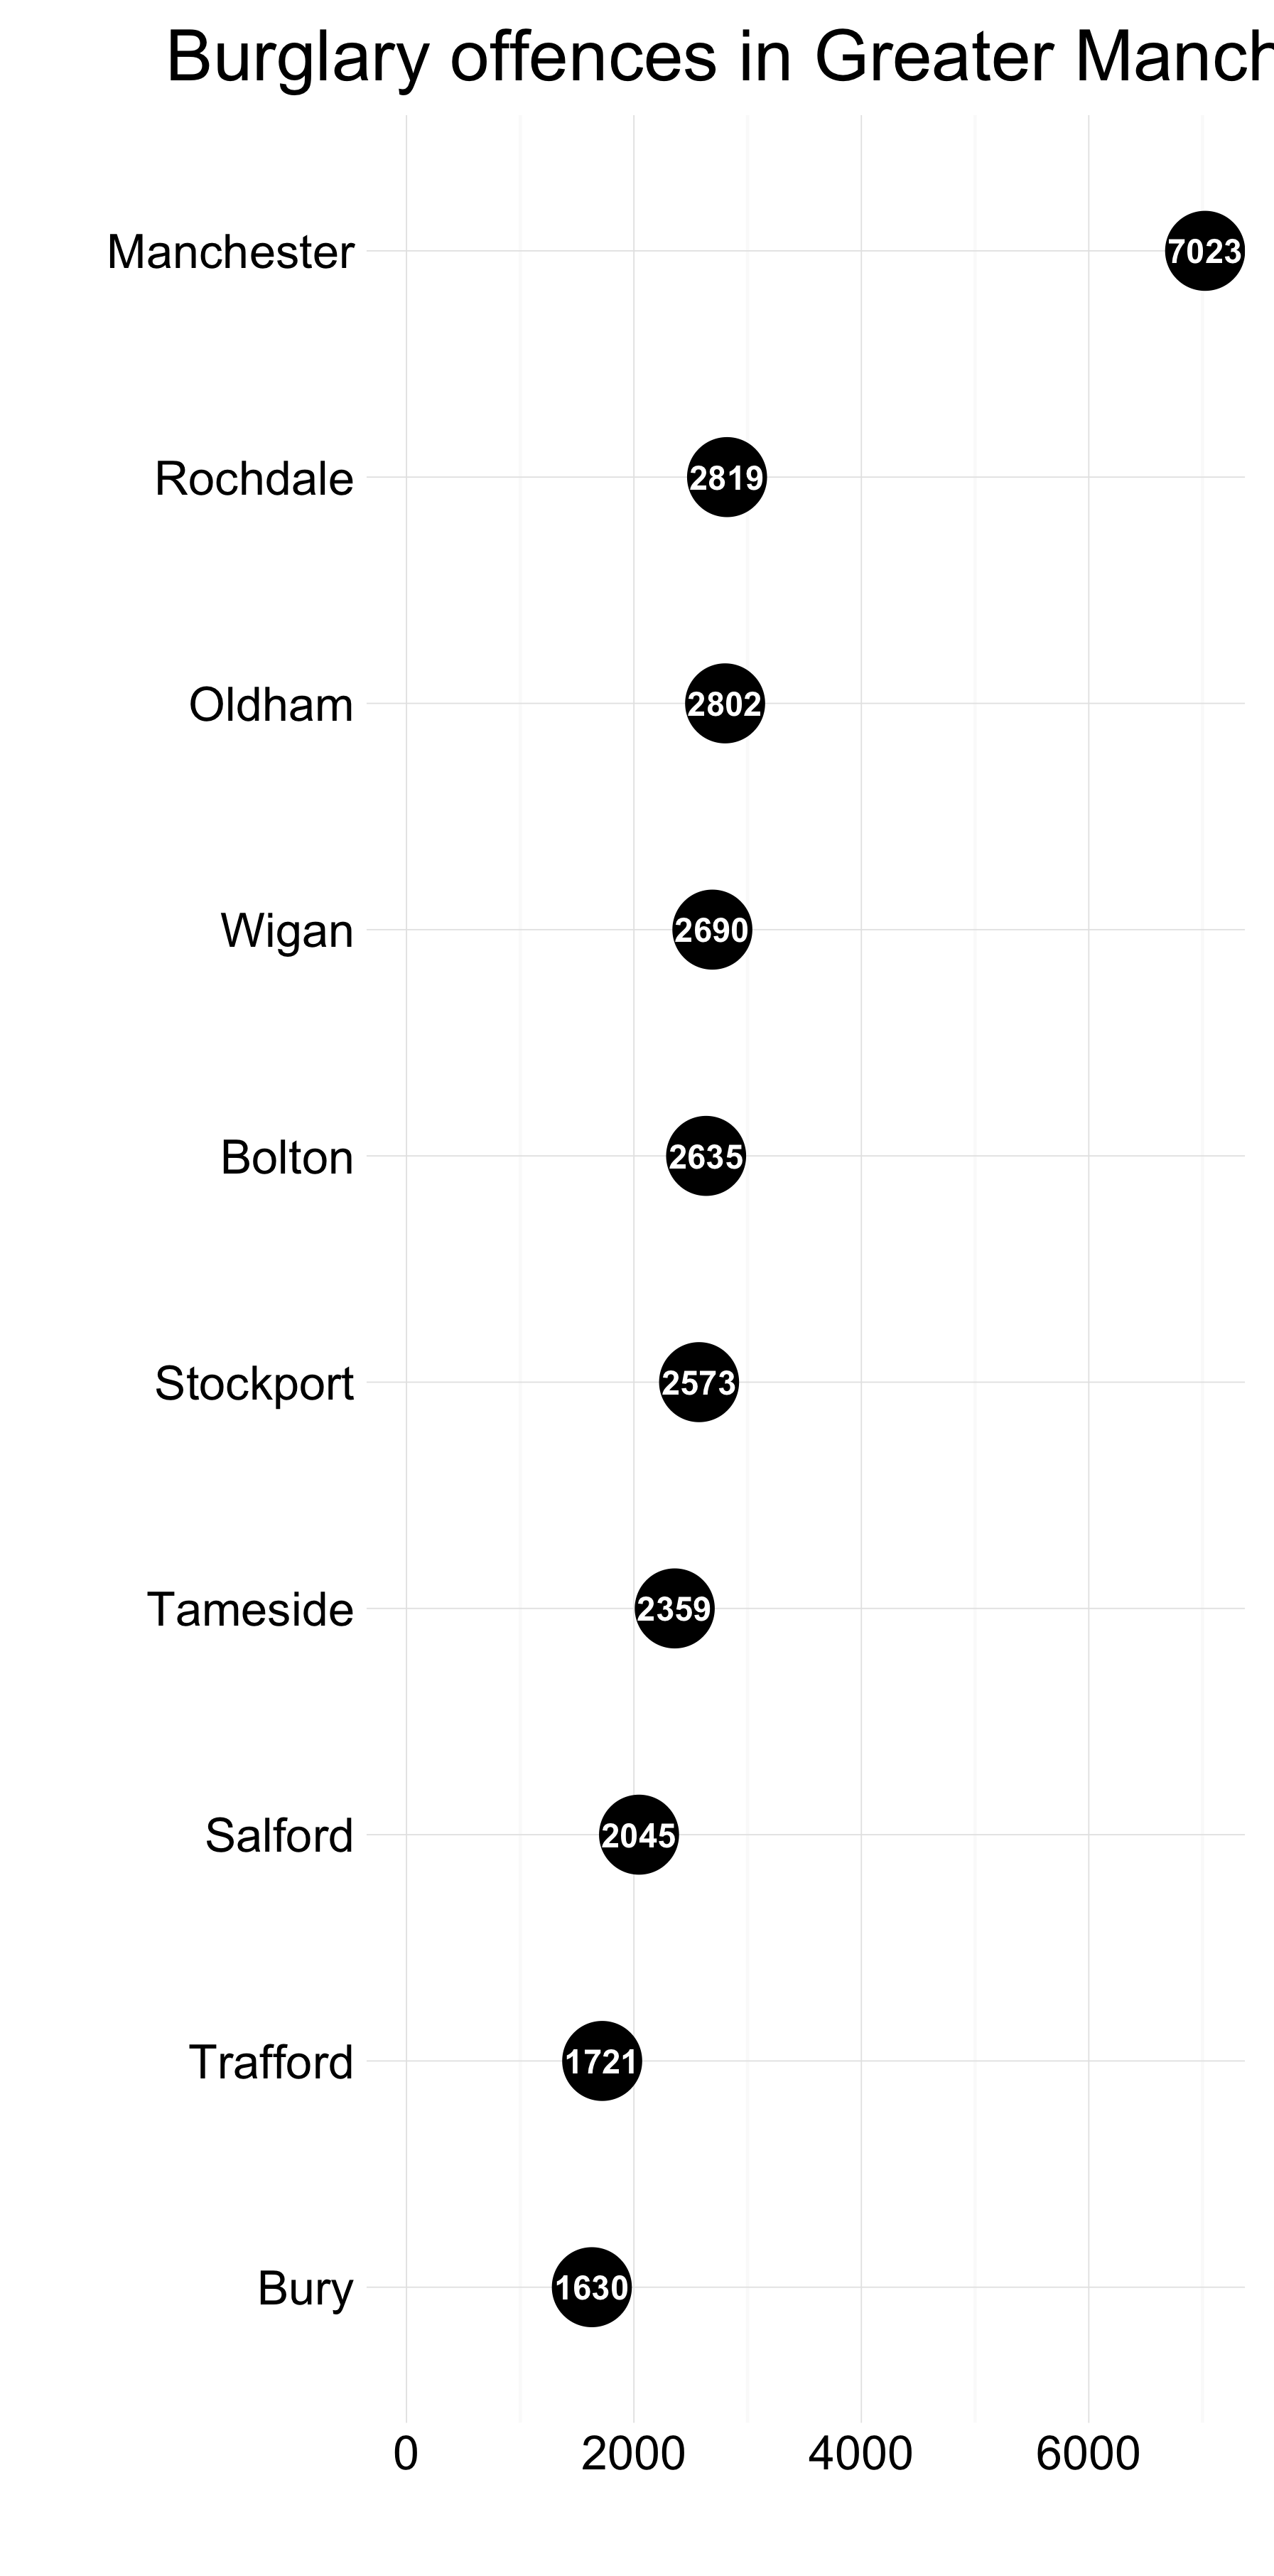 Burglary offences in Greater Manch
Manchester 7023
Rochdale 2819
Oldham 2802
Wigan 2690
Bolton 2635
Stockport 2573
Tameside 2359
Salford 2045
Trafford 1721
Bury 1630
0 2000 4000 6000